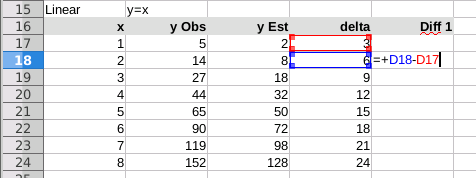 15 Linear y=x
16 x y Obs y Est delta Diff 1
17 1 5 2 3
18 2 14 8 6 =+D18-D17
19 3 27 18 9
20 4 44 32 12
21 5 65 50 15
22 6 90 72 18
23 7 119 98 21
24 8 152 128 24